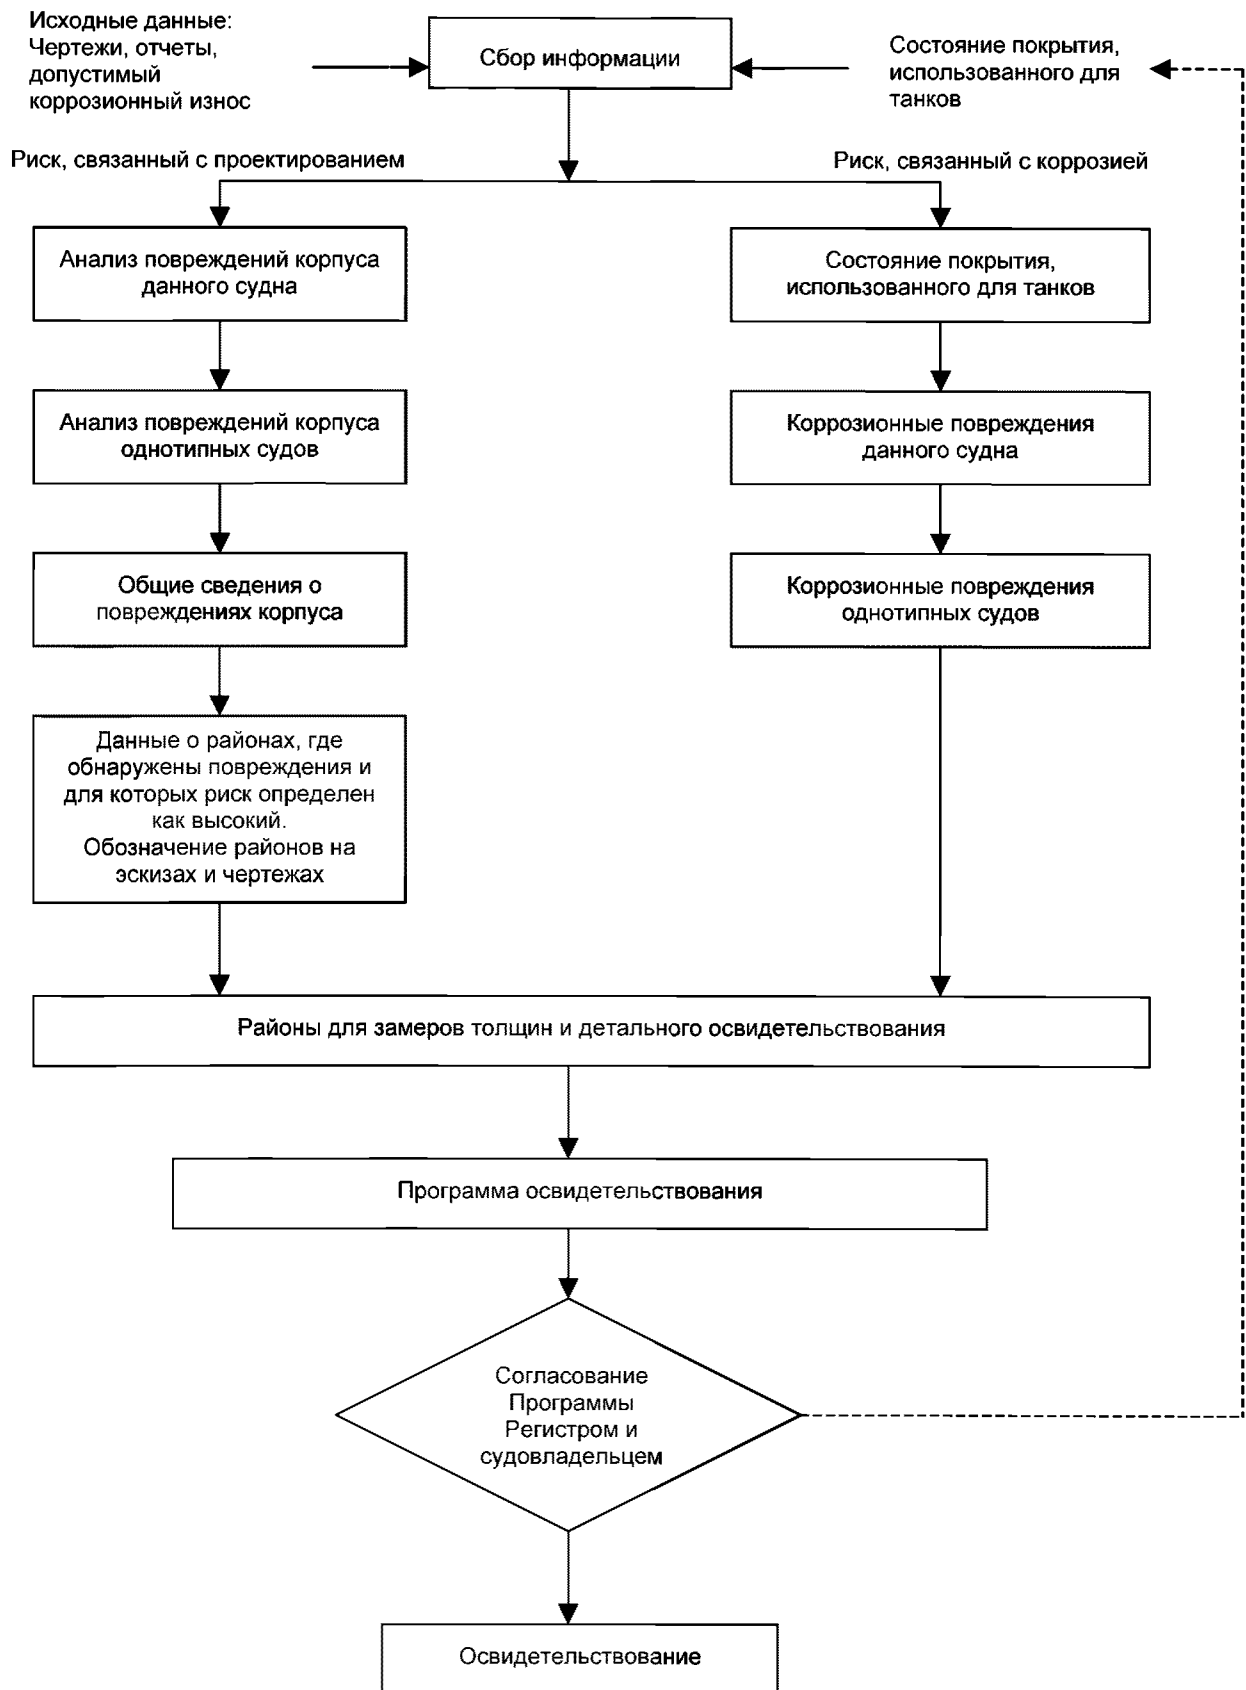 Исходные данные:
Чертежи, отчеты,
допустимый
коррозионный износ
Сбор информации
Состояние покрытия,
использованного для
танков
Риск, связанный с проектированием
Риск, связанный с коррозией
Анализ повреждений корпуса
данного судна
Состояние покрытия,
использованного для танков
Анализ повреждений корпуса
однотипных судов
Коррозионные повреждения
данного судна
Общие сведения о
повреждениях корпуса
Коррозионные повреждения
однотипных судов
Данные о районах, где
обнаружены повреждения и
для которых риск определен
как высокий.
Обозначение районов на
эскизах и чертежах
Районы для замеров толщин и детального освидетельствования
Программа освидетельствования
Согласование
Программы
Регистром и
судовладельцем
Освидетельствование